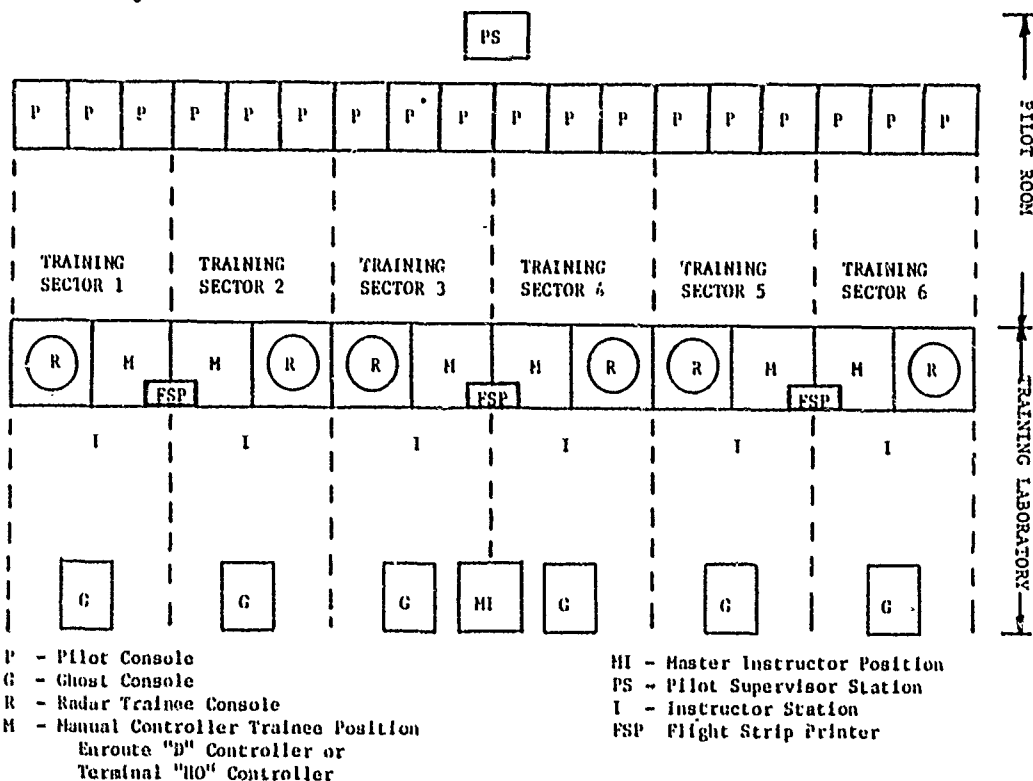 PS
P P P P P P P P P P P P P P P P P P
PILOT ROOM
TRAINING SECTOR 1
TRAINING SECTOR 2
TRAINING SECTOR 3
TRAINING SECTOR 4
TRAINING SECTOR 5
TRAINING SECTOR 6
R M M R R M M R R M M R
FSP FSP FSP
I I I I I I
TRAINING LABORATORY
G G G MI G G G
P - Pilot Console
G - Ghost Console
R - Radar Trainee Console
M - Manual Controller Trainee Position
Enroute "D" Controller or
Terminal "HO" Controller
MI - Master Instructor Position
PS - Pilot Supervisor Station
I - Instructor Station
FSP Flight Strip Printer